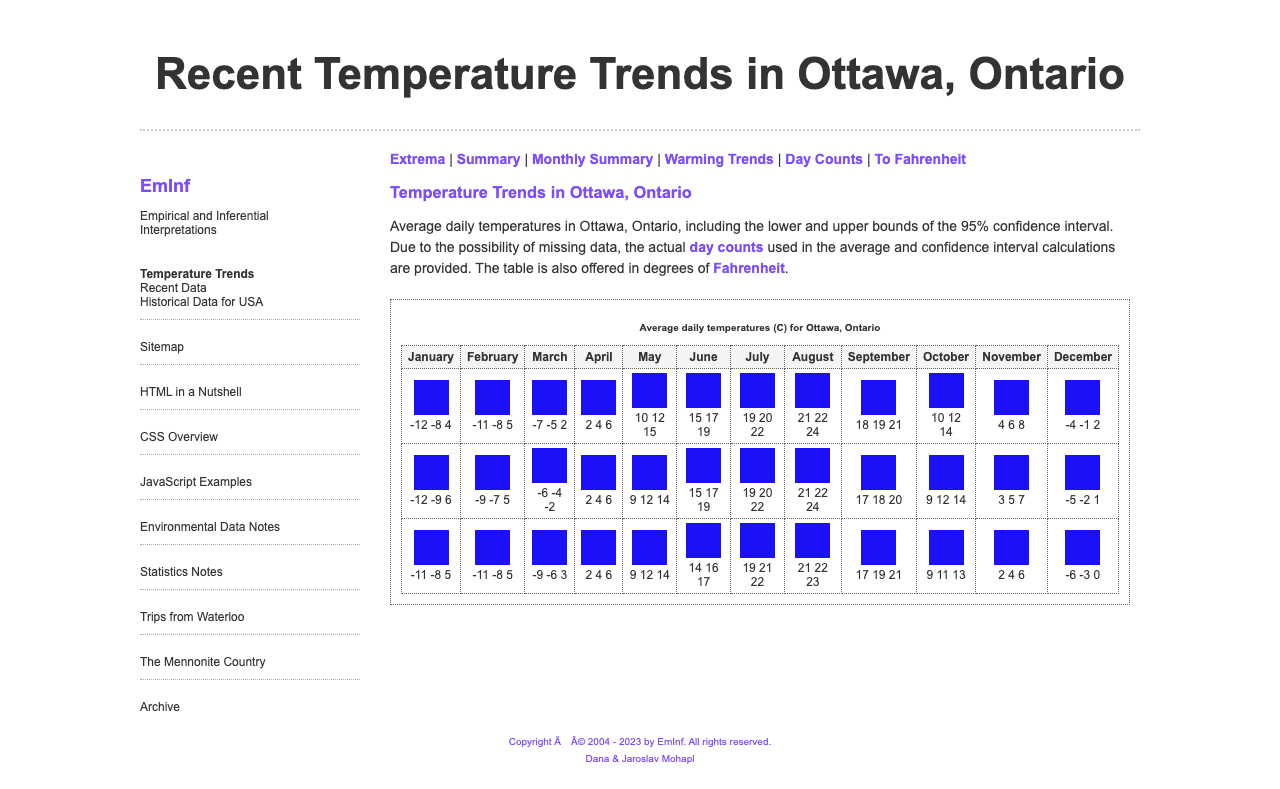 Recent Temperature Trends in Ottawa, Ontario
EmInf
Empirical and Inferential
Interpretations
Temperature Trends
Recent Data
Historical Data for USA
Sitemap
HTML in a Nutshell
CSS Overview
JavaScript Examples
Environmental Data Notes
Statistics Notes
Trips from Waterloo
The Mennonite Country
Archive
Extrema | Summary | Monthly Summary | Warming Trends | Day Counts | To Fahrenheit
Temperature Trends in Ottawa, Ontario
Average daily temperatures in Ottawa, Ontario, including the lower and upper bounds of the 95% confidence interval.
Due to the possibility of missing data, the actual day counts used in the average and confidence interval calculations
are provided. The table is also offered in degrees of Fahrenheit.
Average daily temperatures (C) for Ottawa, Ontario
January February March April May June July August September October November December
-12 -8 4 -11 -8 5 -7 -5 2 2 4 6 10 12 15 15 17 19 19 20 22 21 22 24 18 19 21 10 12 14 4 6 8 -4 -1 2
-12 -9 6 -9 -7 5 -6 -4 -2 2 4 6 9 12 14 15 17 19 19 20 22 21 22 24 17 18 20 9 12 14 3 5 7 -5 -2 1
-11 -8 5 -11 -8 5 -9 -6 3 2 4 6 9 12 14 14 16 17 19 21 22 21 22 23 17 19 21 9 11 13 2 4 6 -6 -3 0
Copyright Â Â© 2004 - 2023 by EmInf. All rights reserved.
Dana & Jaroslav Mohapl